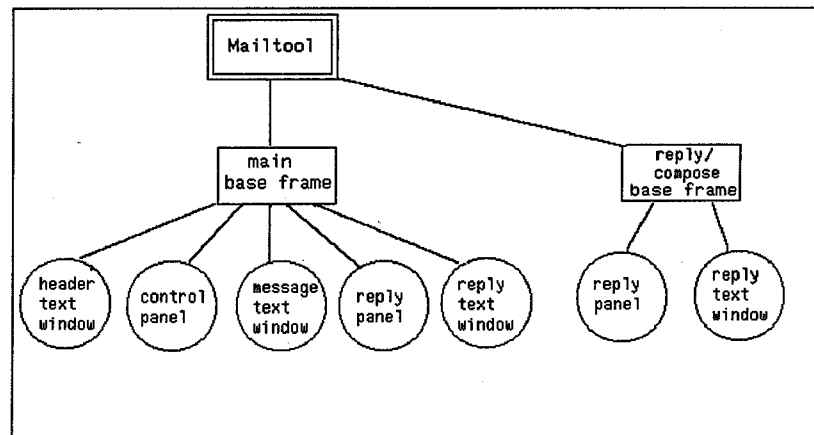 Mailtool
main
base frame
reply/
compose
base frame
header
text
window
control
panel
message
text
window
reply
panel
reply
text
window
reply
panel
reply
text
window